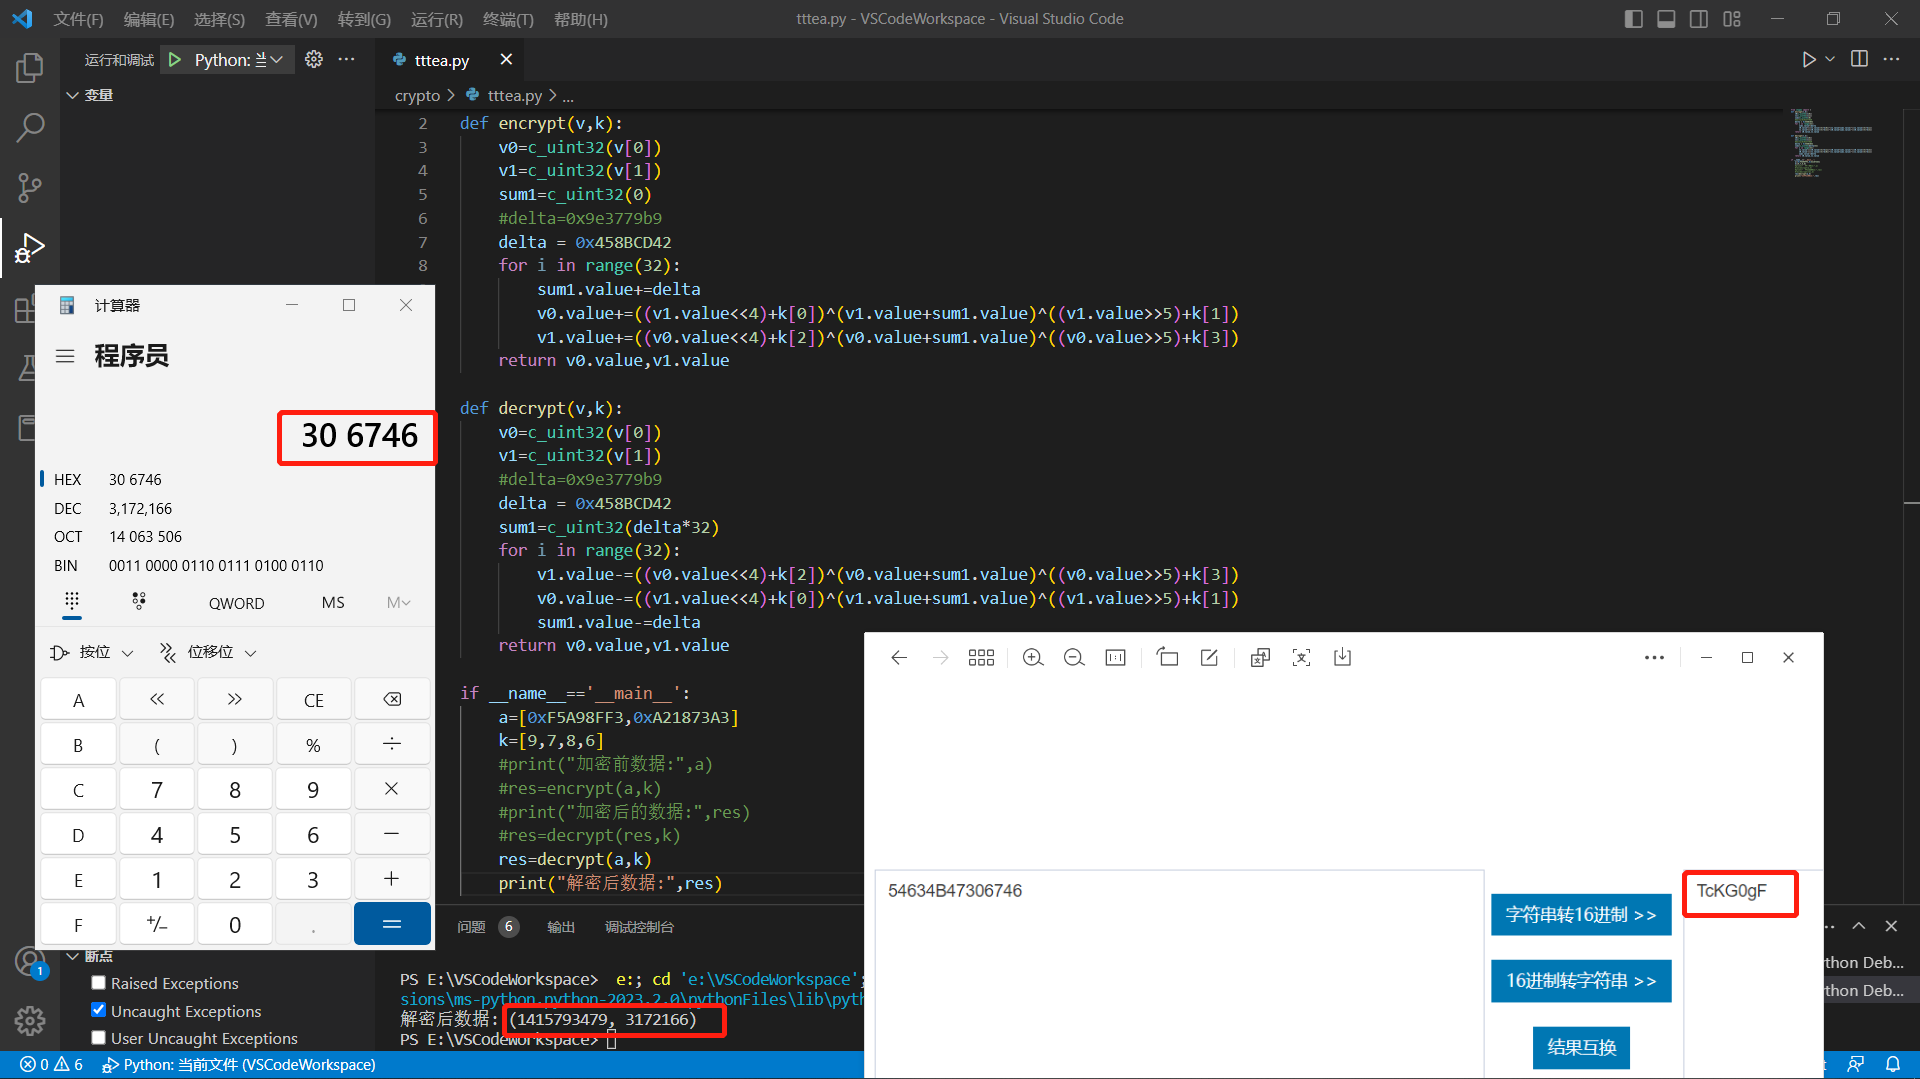 文件(F) 编辑(E) 选择(S) 查看(V) 转到(G) 运行(R) 终端(T) 帮助(H) tttea.py - VSCodeWorkspace - Visual Studio Code
运行和调试 Python: 当
变量
tttea.py
crypto > tttea.py > ...
2 def encrypt(v,k):
3 v0=c_uint32(v[0])
4 v1=c_uint32(v[1])
5 sum1=c_uint32(0)
6 #delta=0x9e3779b9
7 delta = 0x458BCD42
8 for i in range(32):
sum1.value+=delta
v0.value+=((v1.value<<4)+k[0])^(v1.value+sum1.value)^((v1.value>>5)+k[1])
v1.value+=((v0.value<<4)+k[2])^(v0.value+sum1.value)^((v0.value>>5)+k[3])
return v0.value,v1.value
def decrypt(v,k):
v0=c_uint32(v[0])
v1=c_uint32(v[1])
#delta=0x9e3779b9
delta = 0x458BCD42
sum1=c_uint32(delta*32)
for i in range(32):
v1.value-=((v0.value<<4)+k[2])^(v0.value+sum1.value)^((v0.value>>5)+k[3])
v0.value-=((v1.value<<4)+k[0])^(v1.value+sum1.value)^((v1.value>>5)+k[1])
sum1.value-=delta
return v0.value,v1.value
if __name__=='__main__':
a=[0xF5A98FF3,0xA21873A3]
k=[9,7,8,6]
#print("加密前数据:",a)
#res=encrypt(a,k)
#print("加密后的数据:",res)
#res=decrypt(res,k)
res=decrypt(a,k)
print("解密后数据:",res)
计算器
程序员
30 6746
HEX 30 6746
DEC 3,172,166
OCT 14 063 506
BIN 0011 0000 0110 0111 0100 0110
QWORD MS M
按位 位移位
A << >> CE
B ( ) % ÷
C 7 8 9 ×
D 4 5 6 −
E 1 2 3 +
F +/− 0 . =
54634B47306746
TcKG0gF
字符串转16进制 >>
16进制转字符串 >>
结果互换
问题 6 输出 调试控制台
PS E:\VSCodeWorkspace> e:; cd 'e:\VSCodeWorkspace';
sions\ms-python.python-2023.2.0\pythonFiles\lib\pyth
解密后数据: (1415793479, 3172166)
PS E:\VSCodeWorkspace>
thon Deb...
thon Deb...
断点
Raised Exceptions
Uncaught Exceptions
User Uncaught Exceptions
1
0 6 Python: 当前文件 (VSCodeWorkspace)